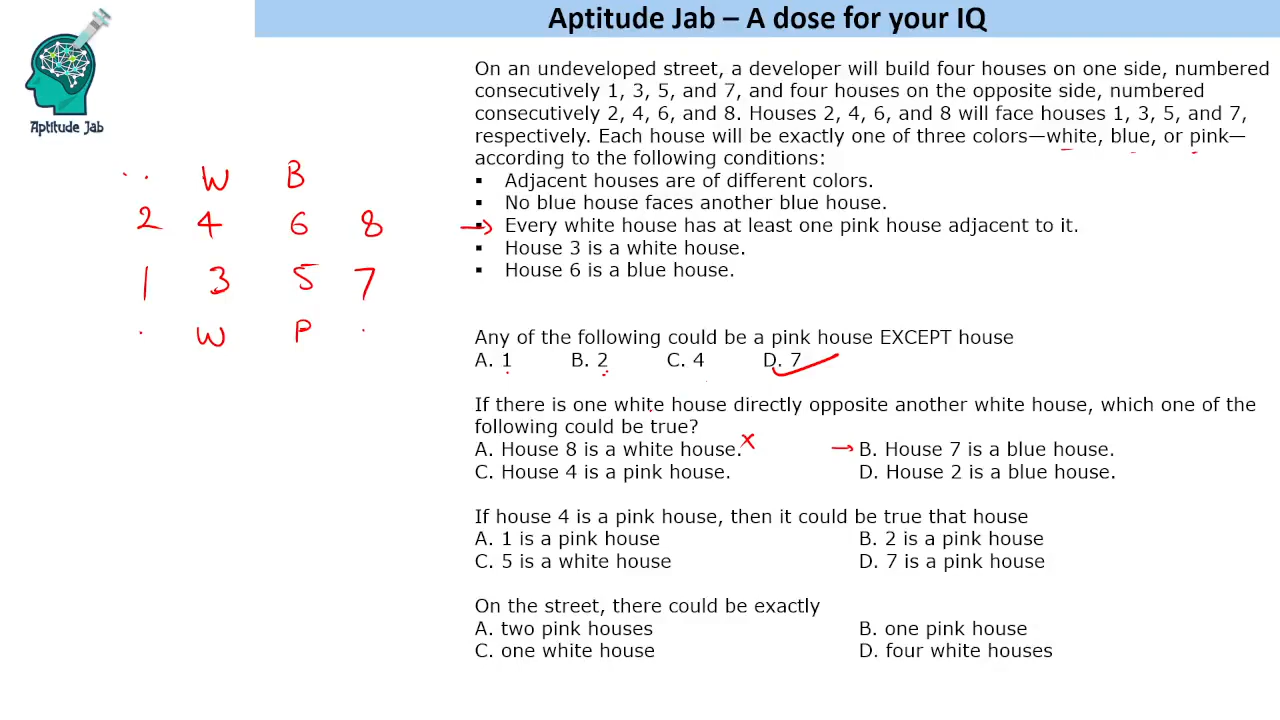 Aptitude Jab – A dose for your IQ
Aptitude Jab
On an undeveloped street, a developer will build four houses on one side, numbered
consecutively 1, 3, 5, and 7, and four houses on the opposite side, numbered
consecutively 2, 4, 6, and 8. Houses 2, 4, 6, and 8 will face houses 1, 3, 5, and 7,
respectively. Each house will be exactly one of three colors—white, blue, or pink—
according to the following conditions:
▪ Adjacent houses are of different colors.
▪ No blue house faces another blue house.
▪ Every white house has at least one pink house adjacent to it.
▪ House 3 is a white house.
▪ House 6 is a blue house.
W B
2 4 6 8
1 3 5 7
W P
Any of the following could be a pink house EXCEPT house
A. 1 B. 2 C. 4 D. 7
If there is one white house directly opposite another white house, which one of the
following could be true?
A. House 8 is a white house. B. House 7 is a blue house.
C. House 4 is a pink house. D. House 2 is a blue house.
If house 4 is a pink house, then it could be true that house
A. 1 is a pink house B. 2 is a pink house
C. 5 is a white house D. 7 is a pink house
On the street, there could be exactly
A. two pink houses B. one pink house
C. one white house D. four white houses